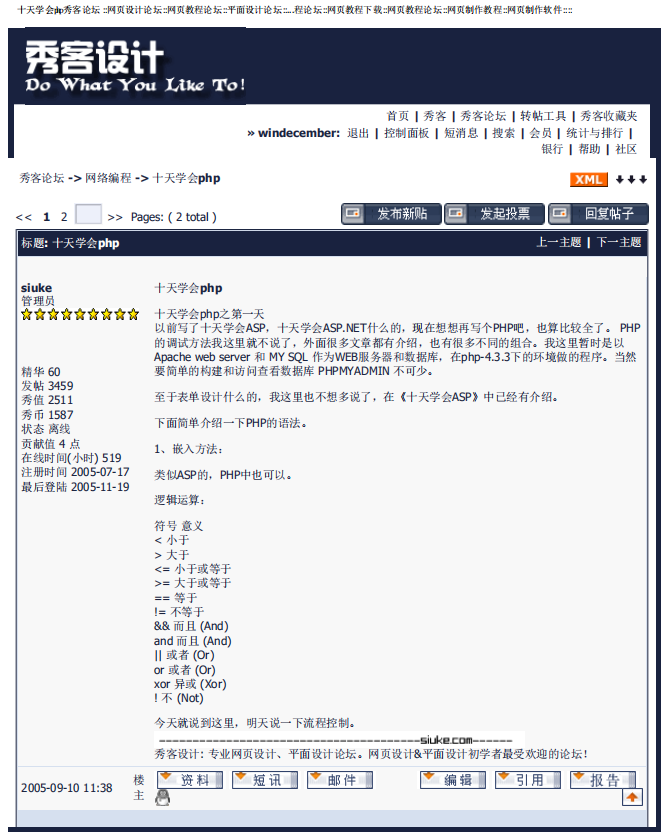 十天学会php秀客论坛 ::网页设计论坛::网页教程论坛::平面设计论坛::...程论坛::网页教程下载::网页教程论坛::网页制作教程::网页制作软件::::
秀客设计
Do What You Like To!
首页 | 秀客 | 秀客论坛 | 转帖工具 | 秀客收藏夹
» windecember: 退出 | 控制面板 | 短消息 | 搜索 | 会员 | 统计与排行 |
银行 | 帮助 | 社区
秀客论坛 -> 网络编程 -> 十天学会php
XML
<< 1 2 >> Pages: ( 2 total )
发布新贴 发起投票 回复帖子
标题: 十天学会php
上一主题 | 下一主题
siuke
管理员
精华 60
发帖 3459
秀值 2511
秀币 1587
状态 离线
贡献值 4 点
在线时间(小时) 519
注册时间 2005-07-17
最后登陆 2005-11-19
十天学会php
十天学会php之第一天
以前写了十天学会ASP，十天学会ASP.NET什么的，现在想想再写个PHP吧，也算比较全了。 PHP
的调试方法我这里就不说了，外面很多文章都有介绍，也有很多不同的组合。我这里暂时是以
Apache web server 和 MY SQL 作为WEB服务器和数据库，在php-4.3.3下的环境做的程序。当然
要简单的构建和访问查看数据库 PHPMYADMIN 不可少。
至于表单设计什么的，我这里也不想多说了，在《十天学会ASP》中已经有介绍。
下面简单介绍一下PHP的语法。
1、嵌入方法：
类似ASP的，PHP中也可以。
逻辑运算：
符号 意义
< 小于
> 大于
<= 小于或等于
>= 大于或等于
== 等于
!= 不等于
&& 而且 (And)
and 而且 (And)
|| 或者 (Or)
or 或者 (Or)
xor 异或 (Xor)
! 不 (Not)
今天就说到这里，明天说一下流程控制。
----------------------------------------siuke.com------
秀客设计: 专业网页设计、平面设计论坛。网页设计&平面设计初学者最受欢迎的论坛!
2005-09-10 11:38
楼主
资料 短讯 邮件 编辑 引用 报告